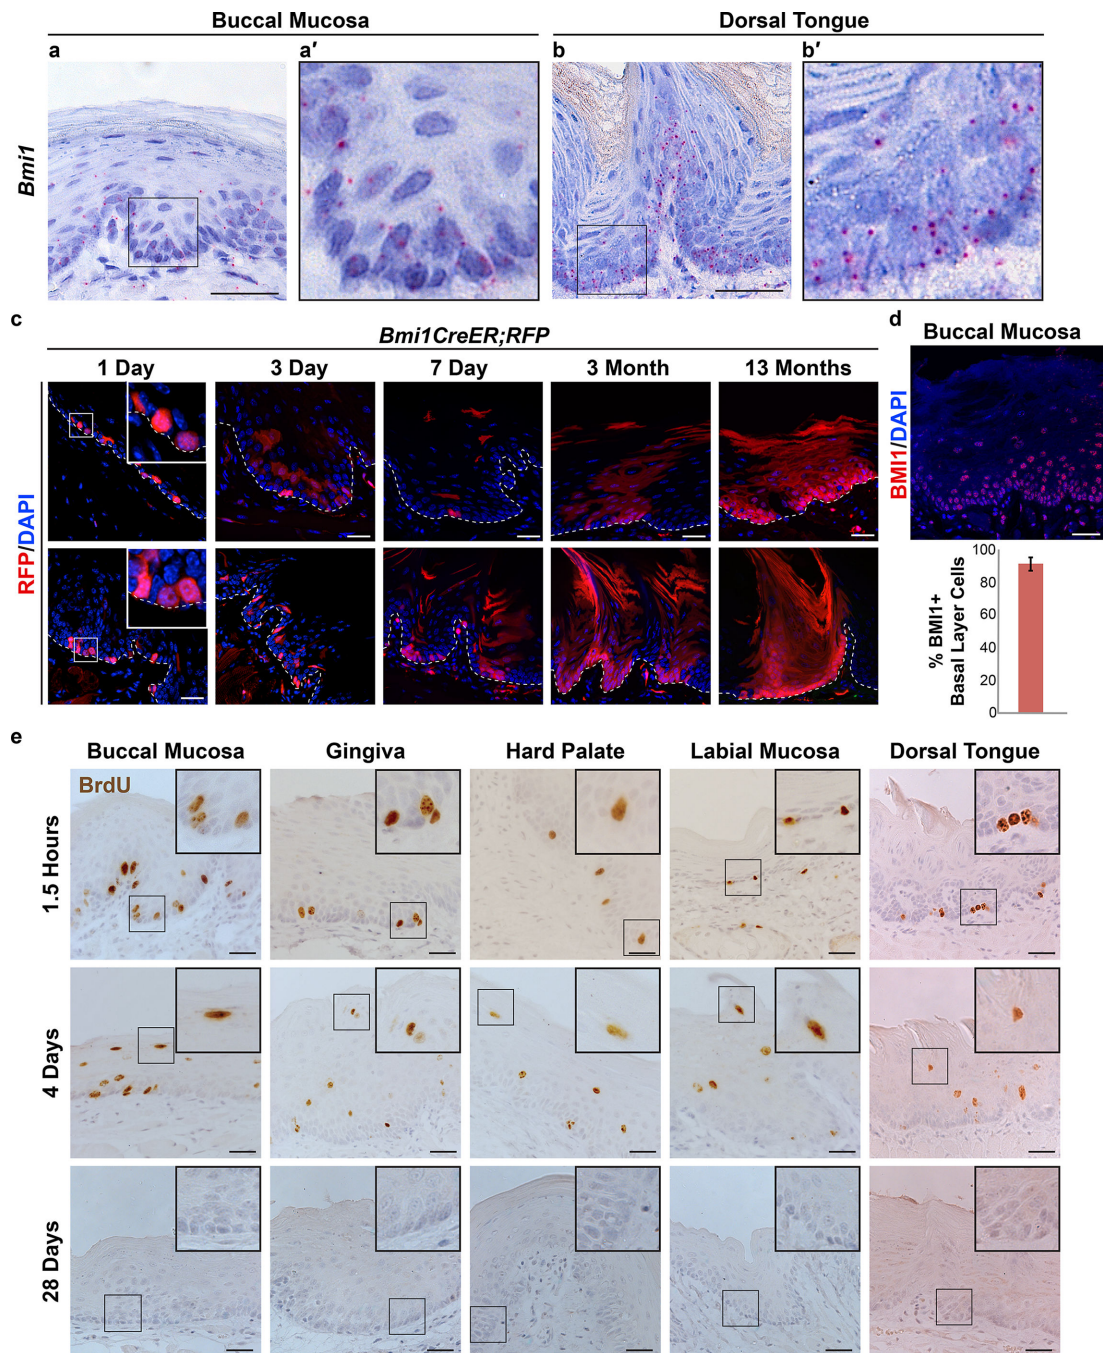 Buccal Mucosa
Dorsal Tongue
a
a′
b
b′
Bmi1
c
Bmi1CreER;RFP
1 Day
3 Day
7 Day
3 Month
13 Months
RFP/DAPI
d
Buccal Mucosa
BMI1/DAPI
100
80
60
40
20
0
% BMI1+
Basal Layer Cells
e
Buccal Mucosa
Gingiva
Hard Palate
Labial Mucosa
Dorsal Tongue
BrdU
1.5 Hours
4 Days
28 Days